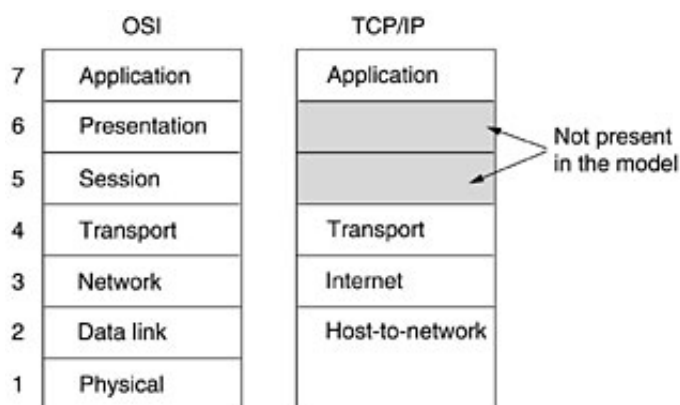 OSI TCP/IP
7 Application Application
6 Presentation
Not present
in the model
5 Session
4 Transport Transport
3 Network Internet
2 Data link Host-to-network
1 Physical